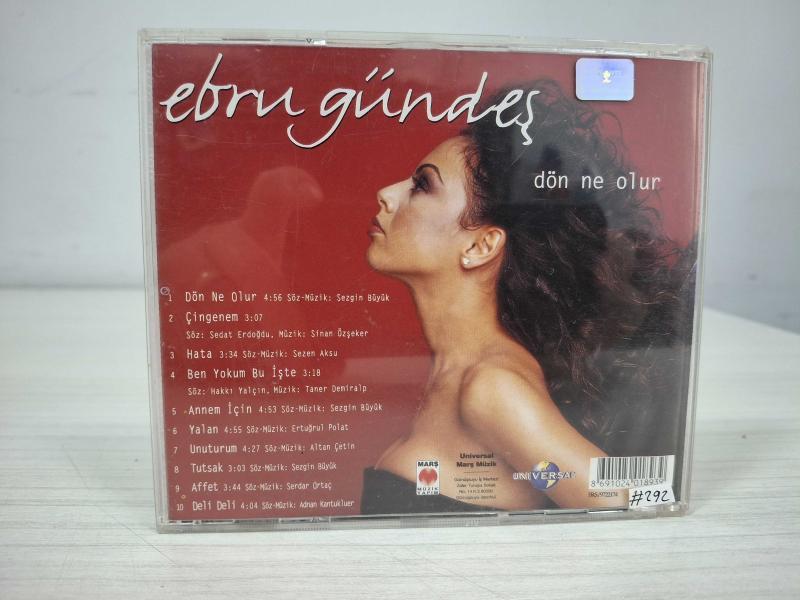 ebru gündeş
dön ne olur
1 Dön Ne Olur 4:56 Söz-Müzik: Sezgin Büyük
2 Çingenem 3:07
Söz: Sedat Erdoğdu, Müzik: Sinan Özşeker
3 Hata 3:34 Söz-Müzik: Sezen Aksu
4 Ben Yokum Bu İşte 3:18
Söz: Hakkı Yalçın, Müzik: Taner Demiralp
5 Annem İçin 4:53 Söz-Müzik: Sezgin Büyük
6 Yalan 4:55 Söz-Müzik: Ertuğrul Polat
7 Unuturum 4:27 Söz-Müzik: Altan Çetin
8 Tutsak 3:03 Söz-Müzik: Sezgin Büyük
9 Affet 3:44 Söz-Müzik: Serdar Ortaç
10 Deli Deli 4:04 Söz-Müzik: Adnan Kantukluer
MARŞ
MÜZİK
YAPIM
Universal
Marş Müzik
UNIVERSAL
8 691024 018939
#292